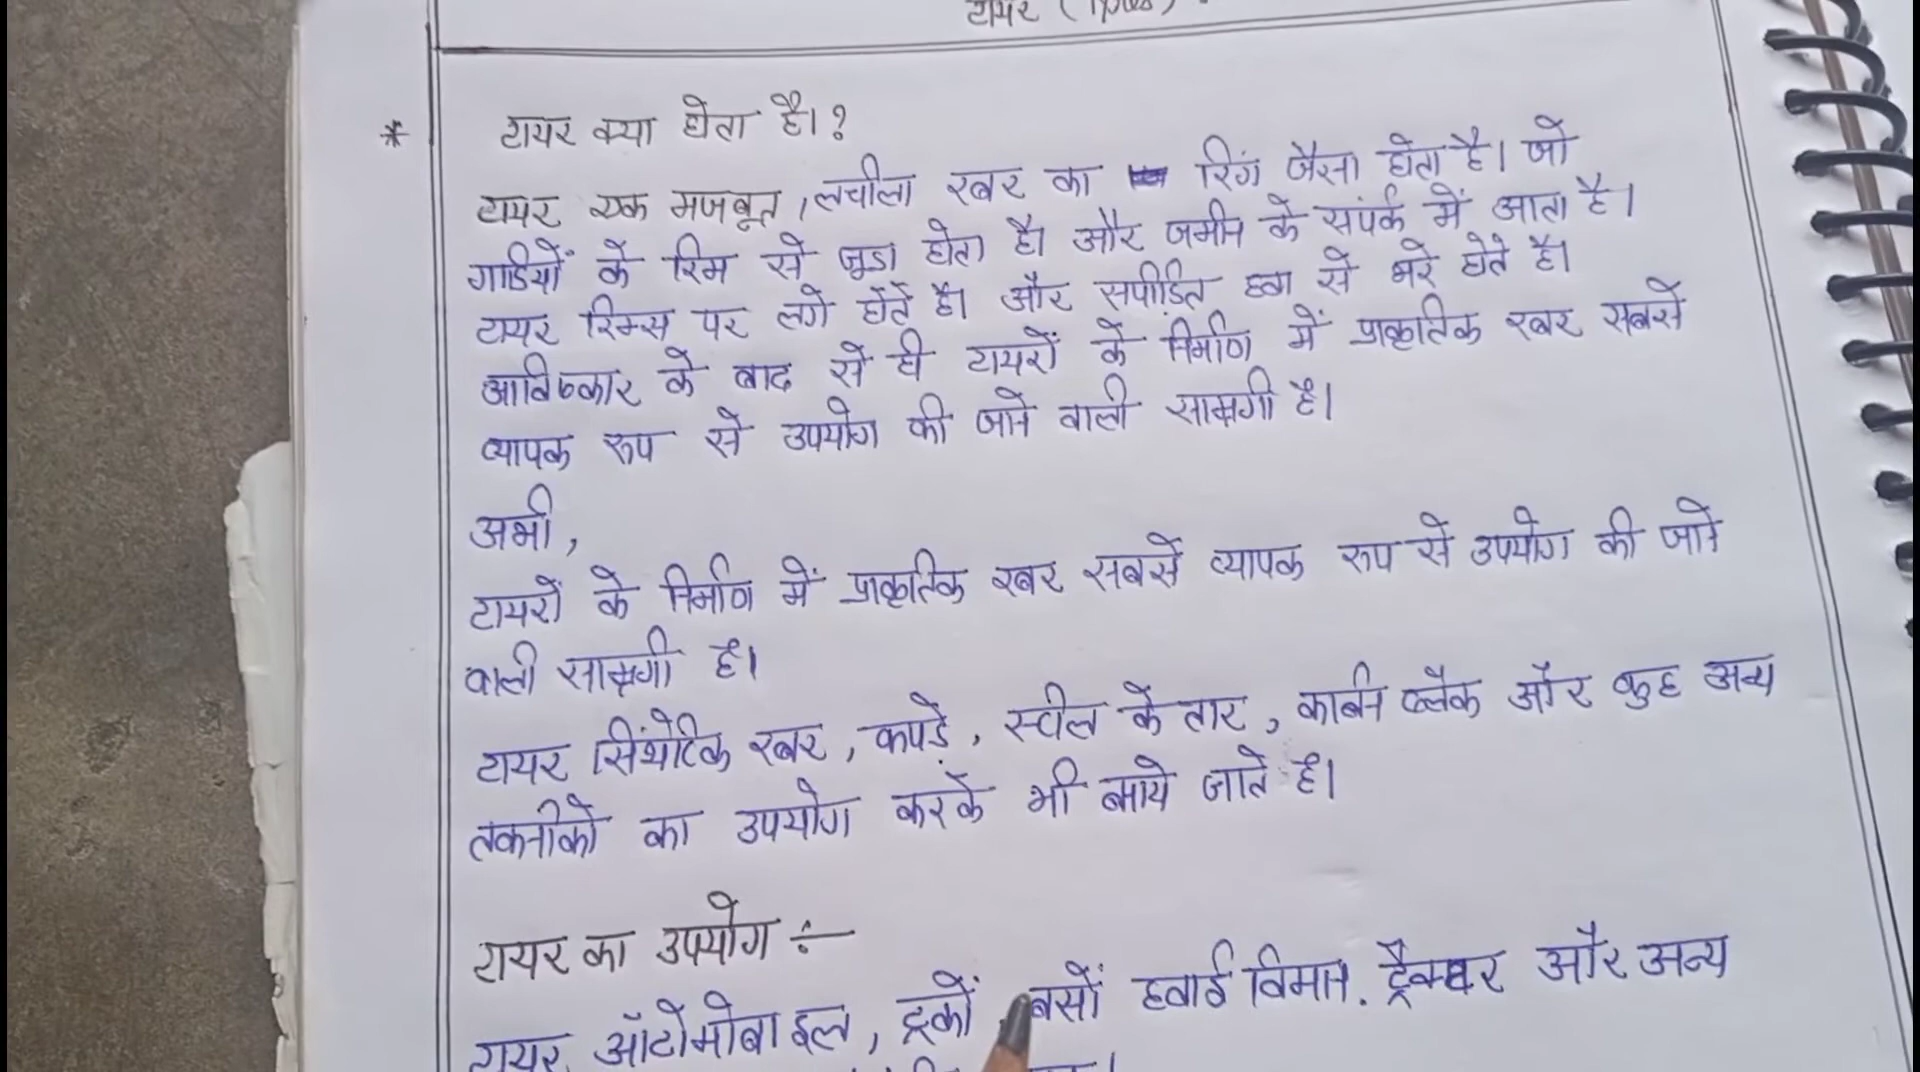 टायर (Tyres) :
* टायर क्या होता है।?
टायर एक मजबूत, लचीला रबर का रिंग जैसा होता है। जो
गाडियों के रिम से जुडा होता है। और जमीन के संपर्क में आता है।
टायर रिम्स पर लगे होते है। और संपीड़ित हवा से भरे होते है।
आविष्कार के बाद से ही टायरों के निर्माण में प्राकृतिक रबर सबसे
व्यापक रूप से उपयोग की जाने वाली सामग्री है।
अभी,
टायरों के निर्माण में प्राकृतिक रबर सबसे व्यापक रूप से उपयोग की जाने
वाली सामग्री है।
टायर सिंथेटिक रबर, कपडे, स्टील के तार, कार्बन ब्लैक और कुछ अन्य
तकनीको का उपयोग करके भी बनाये जाते है।
टायर का उपयोग :-
टायर, ऑटोमोबाइल, ट्रकों बसों हवाई विमान. ट्रैक्टर और अन्य